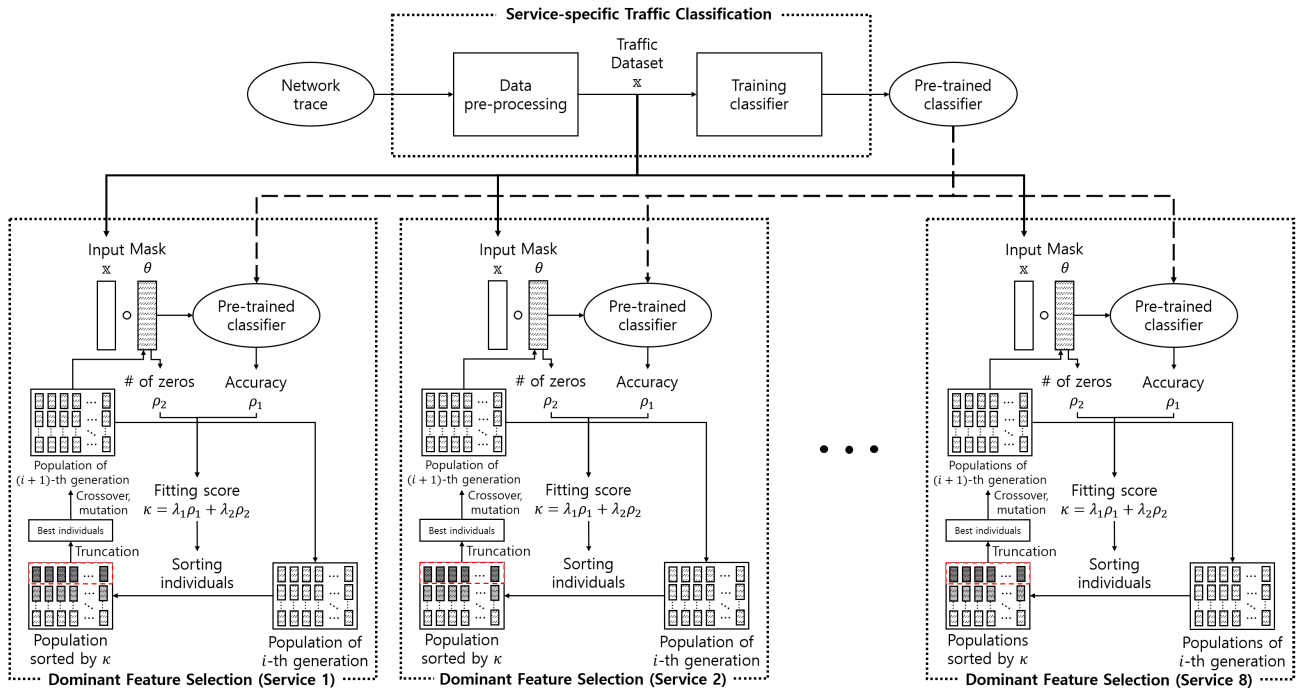 Service-specific Traffic Classification
Network
trace
Data
pre-processing
Traffic
Dataset
𝕏
Training
classifier
Pre-trained
classifier
Input Mask
𝕏 θ
Pre-trained
classifier
# of zeros
ρ₂
Accuracy
ρ₁
Population of
(i + 1)-th generation
Crossover,
mutation
Best individuals
Truncation
Fitting score
κ = λ₁ρ₁ + λ₂ρ₂
Sorting
individuals
Population
sorted by κ
Population of
i-th generation
Dominant Feature Selection (Service 1)
Input Mask
𝕏 θ
Pre-trained
classifier
# of zeros
ρ₂
Accuracy
ρ₁
Population of
(i + 1)-th generation
Crossover,
mutation
Best individuals
Truncation
Fitting score
κ = λ₁ρ₁ + λ₂ρ₂
Sorting
individuals
Population
sorted by κ
Population of
i-th generation
Dominant Feature Selection (Service 2)
Input Mask
𝕏 θ
Pre-trained
classifier
# of zeros
ρ₂
Accuracy
ρ₁
Populations of
(i + 1)-th generation
Crossover,
mutation
Best individuals
Truncation
Fitting score
κ = λ₁ρ₁ + λ₂ρ₂
Sorting
individuals
Populations
sorted by κ
Populations of
i-th generation
Dominant Feature Selection (Service 8)